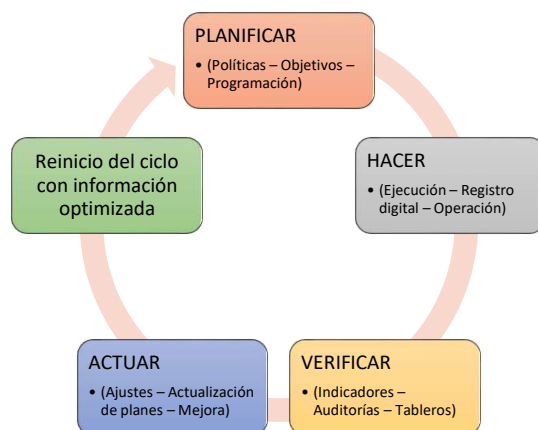 PLANIFICAR
• (Políticas – Objetivos –
Programación)
HACER
• (Ejecución – Registro
digital – Operación)
VERIFICAR
• (Indicadores –
Auditorías – Tableros)
ACTUAR
• (Ajustes – Actualización
de planes – Mejora)
Reinicio del ciclo
con información
optimizada